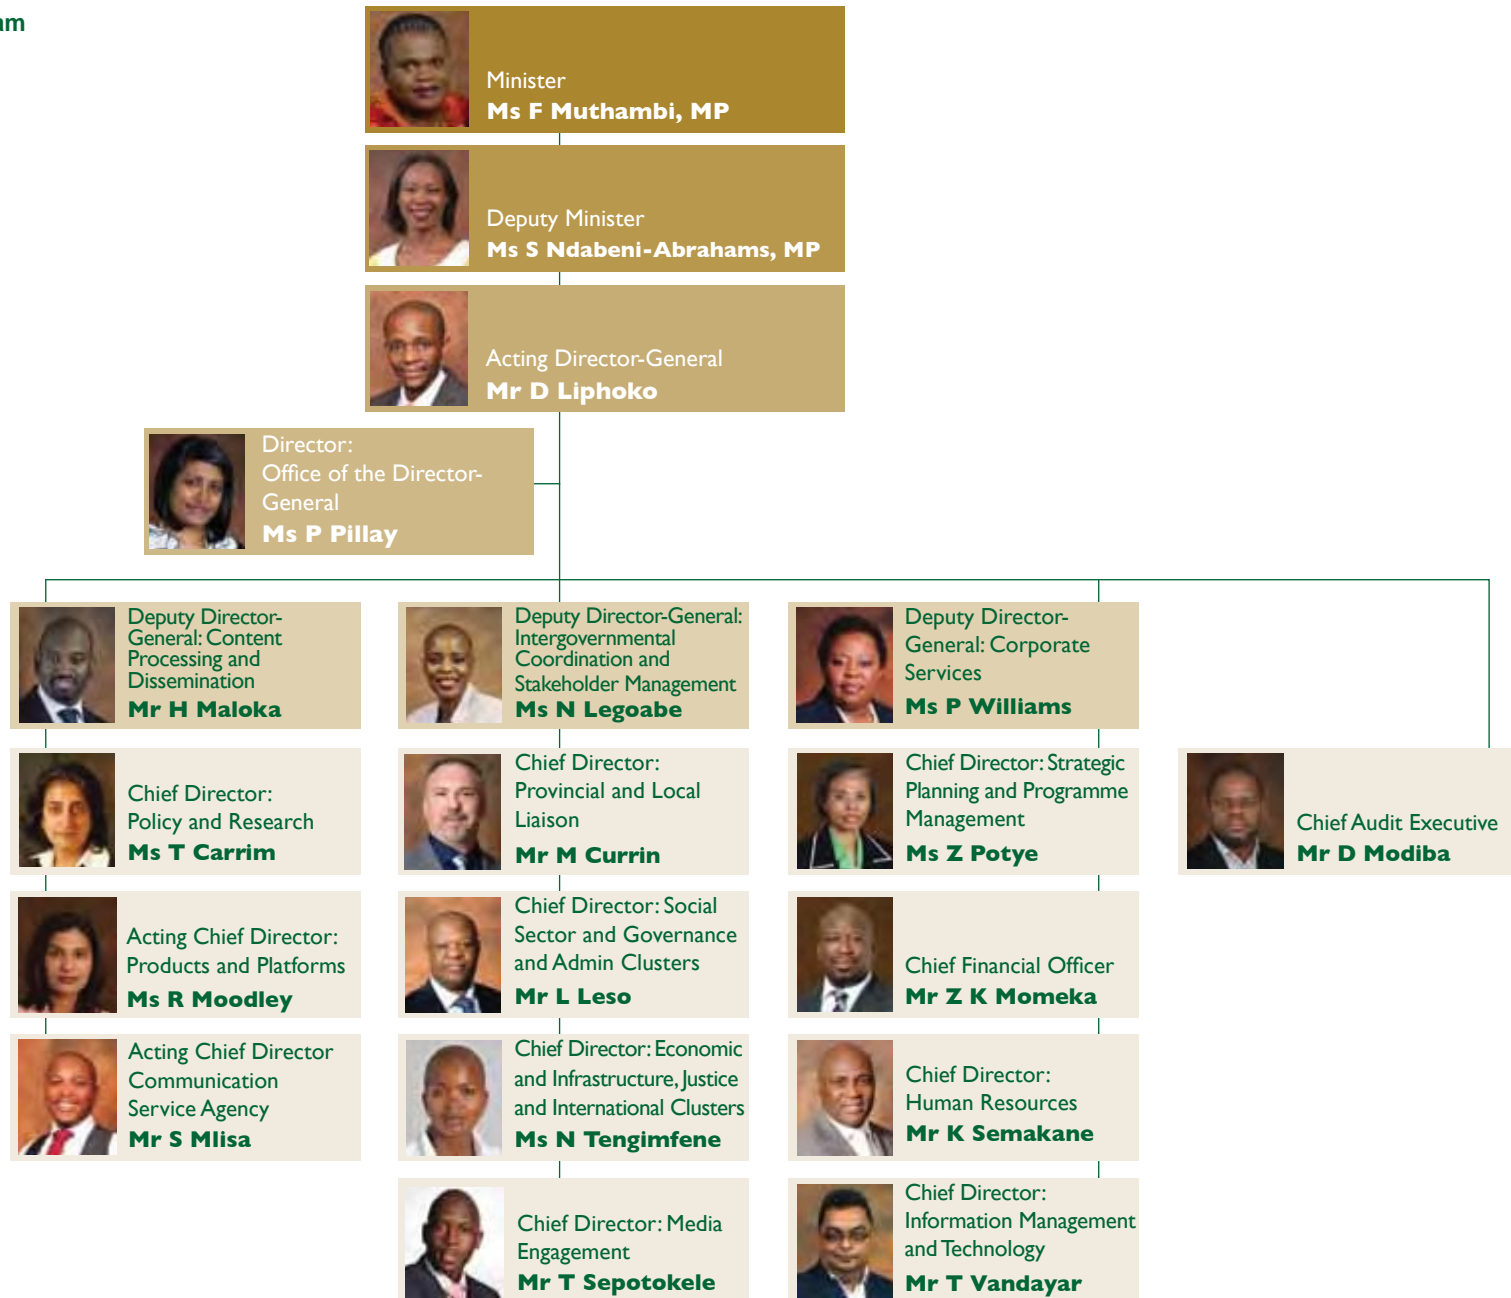 Minister
Ms F Muthambi, MP
Deputy Minister
Ms S Ndabeni-Abrahams, MP
Acting Director-General
Mr D Liphoko
Director:
Office of the Director-
General
Ms P Pillay
Deputy Director-
General: Content
Processing and
Dissemination
Mr H Maloka
Chief Director:
Policy and Research
Ms T Carrim
Acting Chief Director:
Products and Platforms
Ms R Moodley
Acting Chief Director
Communication
Service Agency
Mr S Mlisa
Deputy Director-General:
Intergovernmental
Coordination and
Stakeholder Management
Ms N Legoabe
Chief Director:
Provincial and Local
Liaison
Mr M Currin
Chief Director: Social
Sector and Governance
and Admin Clusters
Mr L Leso
Chief Director: Economic
and Infrastructure, Justice
and International Clusters
Ms N Tengimfene
Chief Director: Media
Engagement
Mr T Sepotokele
Deputy Director-
General: Corporate
Services
Ms P Williams
Chief Director: Strategic
Planning and Programme
Management
Ms Z Potye
Chief Financial Officer
Mr Z K Momeka
Chief Director:
Human Resources
Mr K Semakane
Chief Director:
Information Management
and Technology
Mr T Vandayar
Chief Audit Executive
Mr D Modiba